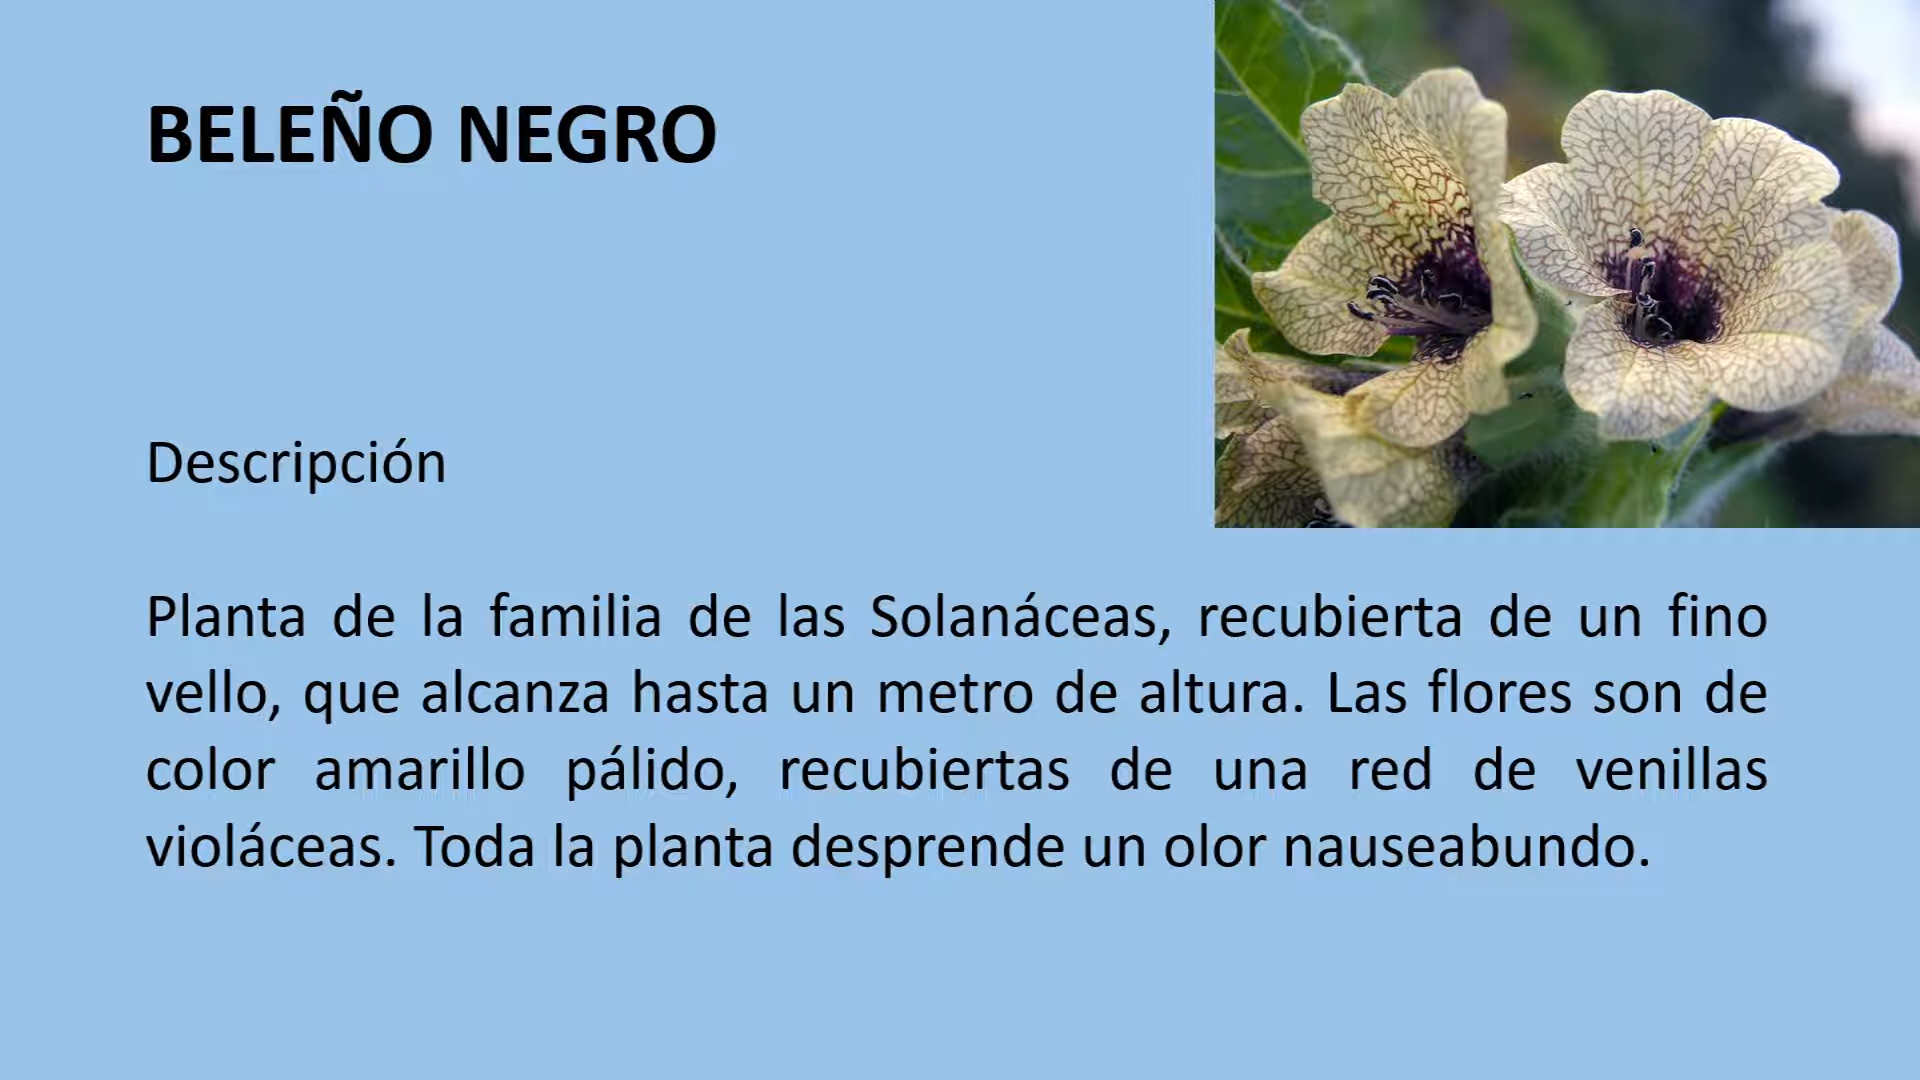 BELEÑO NEGRO
Descripción
Planta de la familia de las Solanáceas, recubierta de un fino
vello, que alcanza hasta un metro de altura. Las flores son de
color amarillo pálido, recubiertas de una red de venillas
violáceas. Toda la planta desprende un olor nauseabundo.